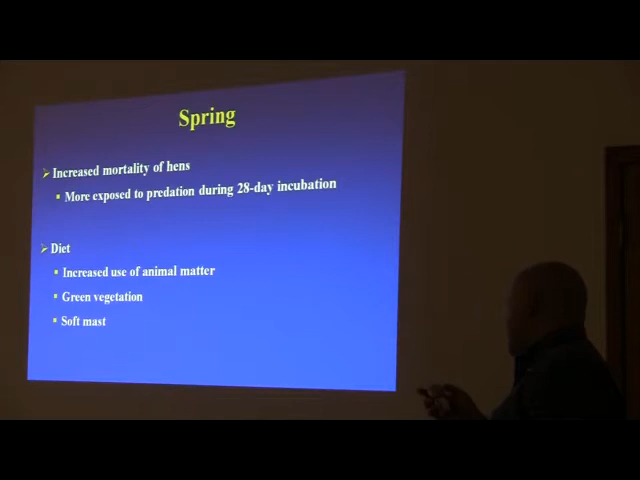 Spring
Increased mortality of hens
More exposed to predation during 28-day incubation
Diet
Increased use of animal matter
Green vegetation
Soft mast